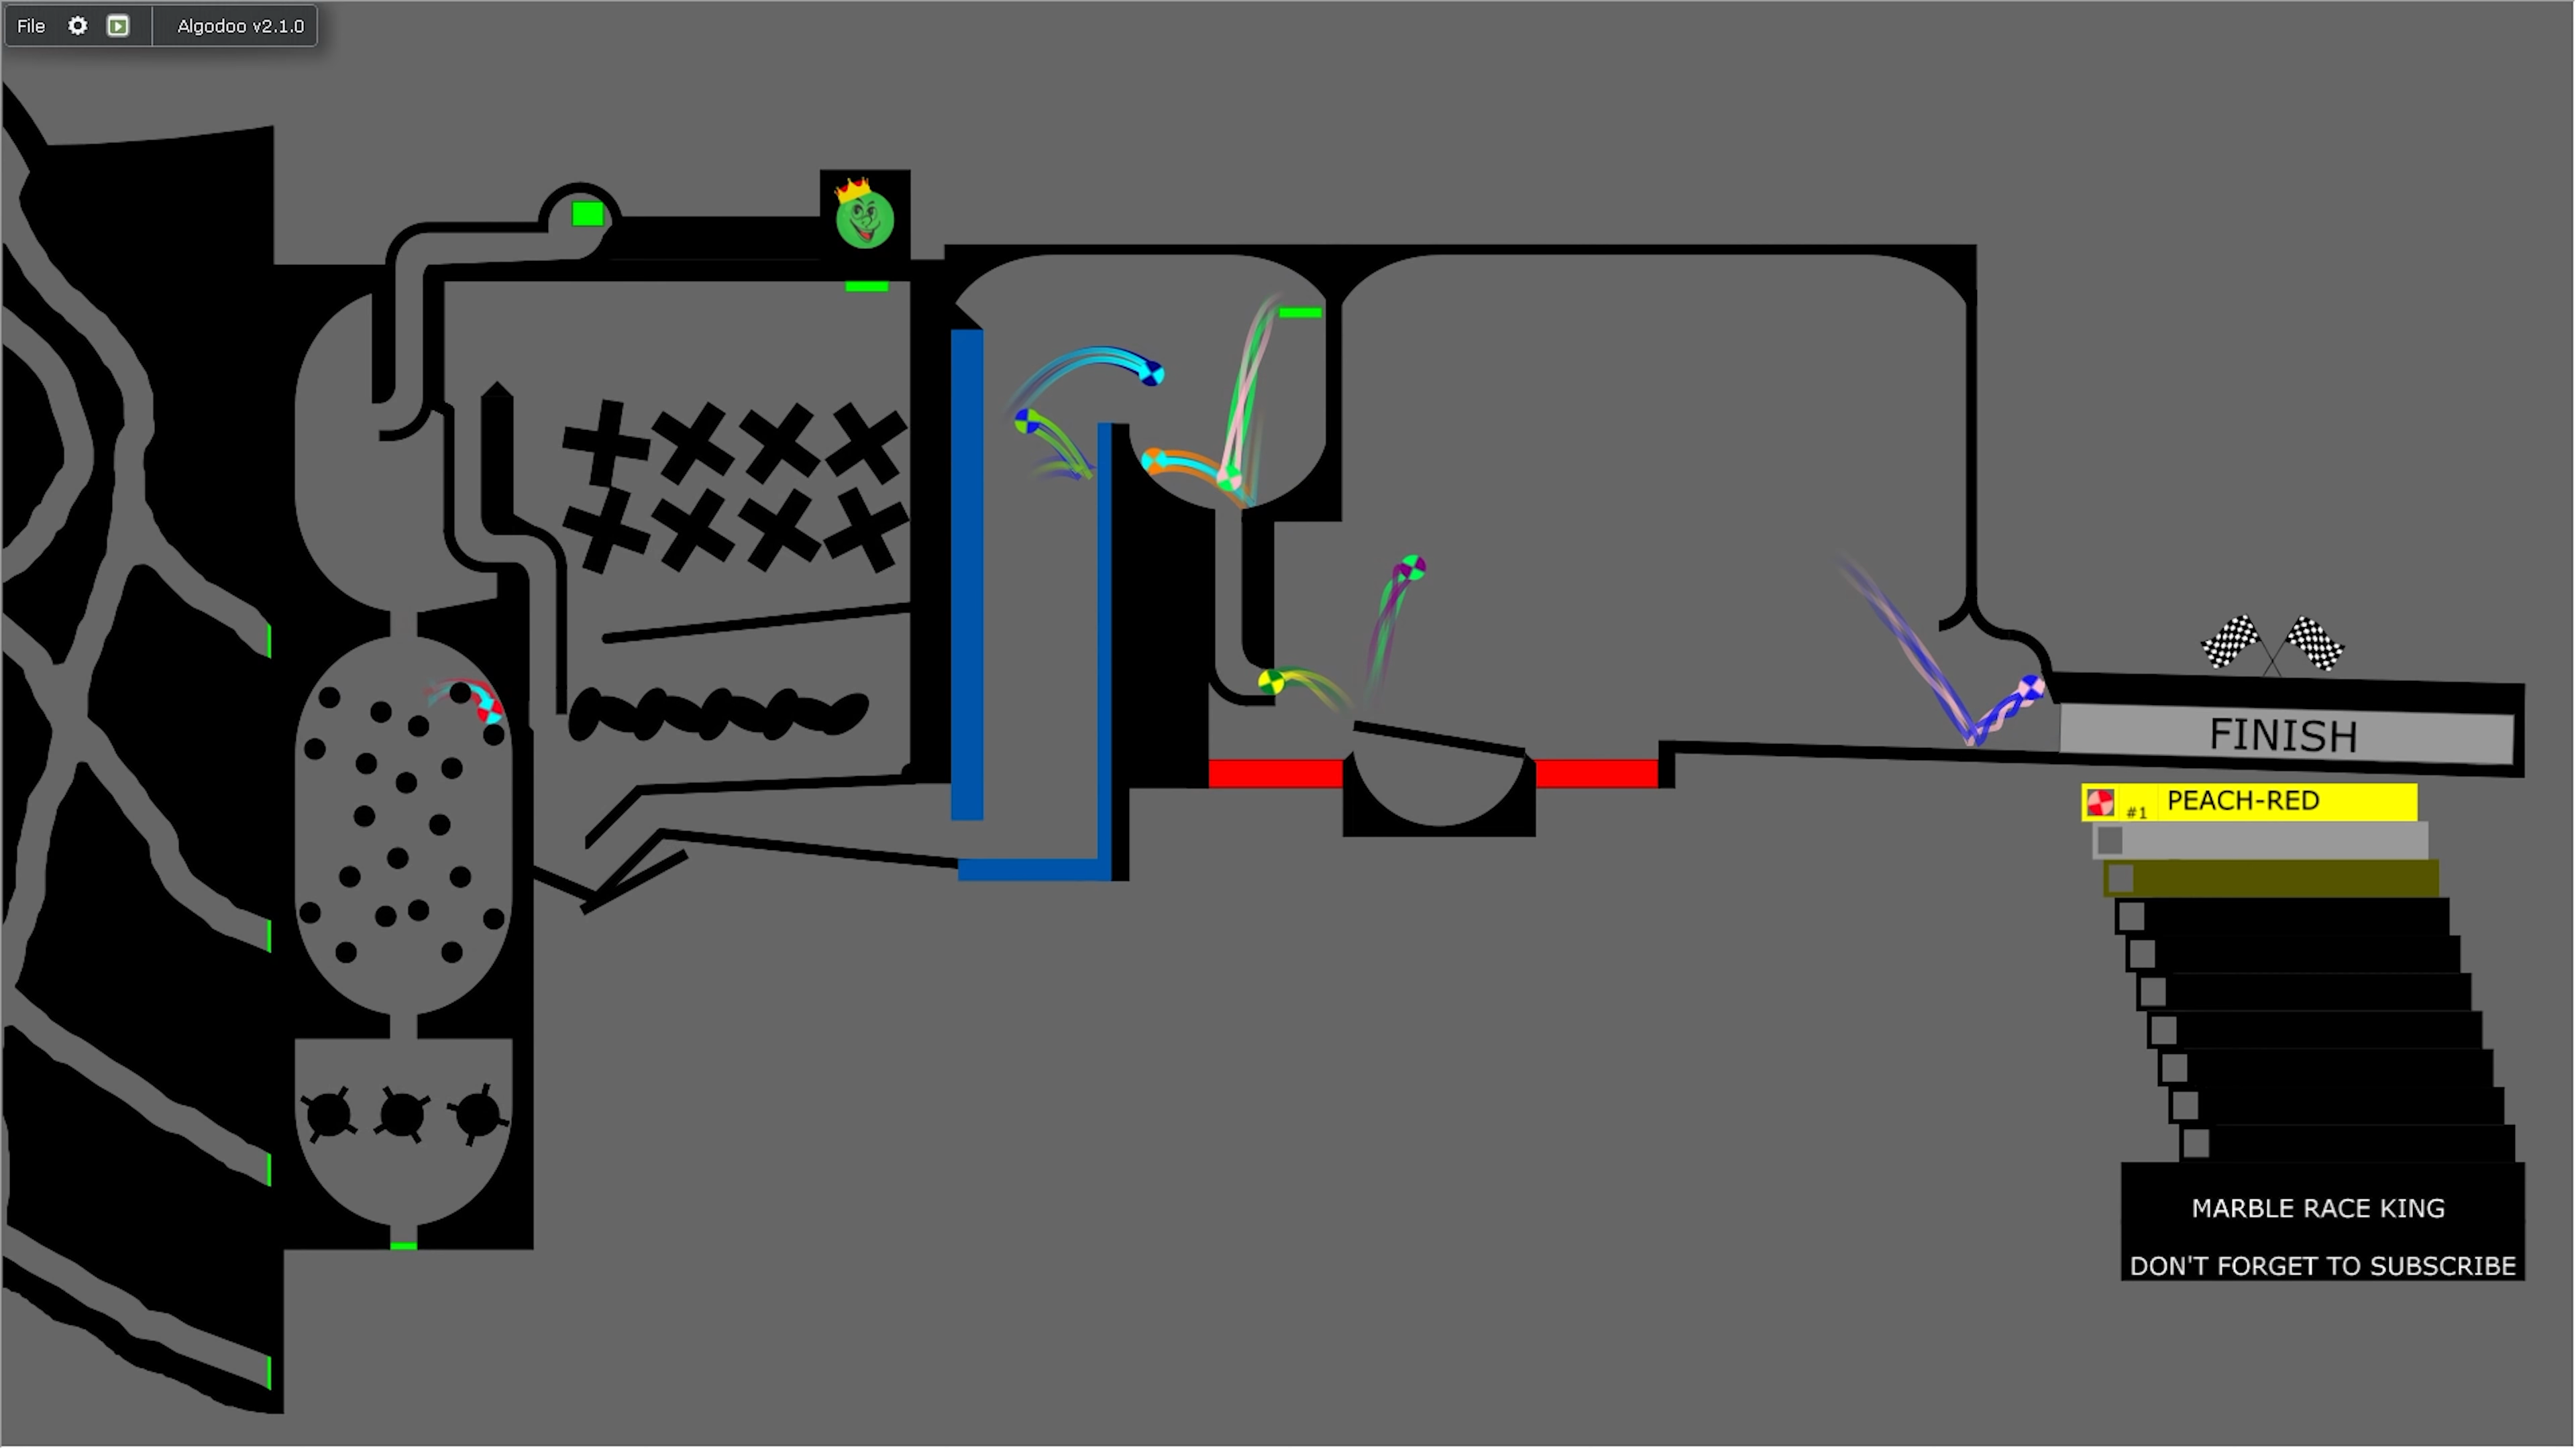 File Algodoo v2.1.0
FINISH
#1 PEACH-RED
MARBLE RACE KING
DON'T FORGET TO SUBSCRIBE